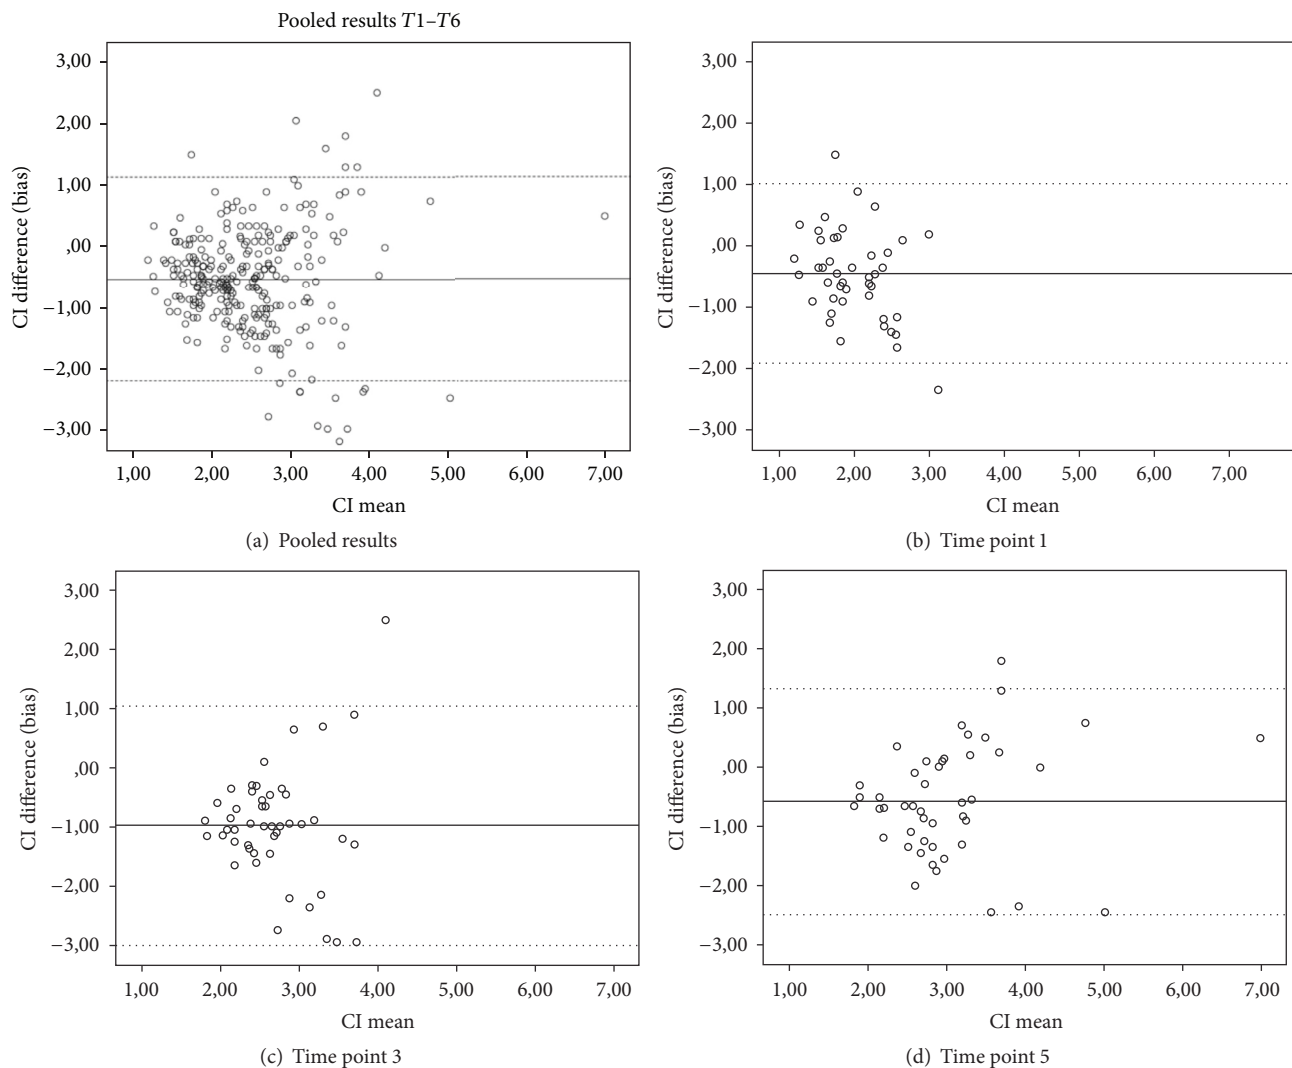 Pooled results T1–T6
3,00
2,00
1,00
,00
−1,00
−2,00
−3,00
CI difference (bias)
1,00 2,00 3,00 4,00 5,00 6,00 7,00
CI mean
(a) Pooled results
3,00
2,00
1,00
,00
−1,00
−2,00
−3,00
CI difference (bias)
1,00 2,00 3,00 4,00 5,00 6,00 7,00
CI mean
(b) Time point 1
3,00
2,00
1,00
,00
−1,00
−2,00
−3,00
CI difference (bias)
1,00 2,00 3,00 4,00 5,00 6,00 7,00
CI mean
(c) Time point 3
3,00
2,00
1,00
,00
−1,00
−2,00
−3,00
CI difference (bias)
1,00 2,00 3,00 4,00 5,00 6,00 7,00
CI mean
(d) Time point 5